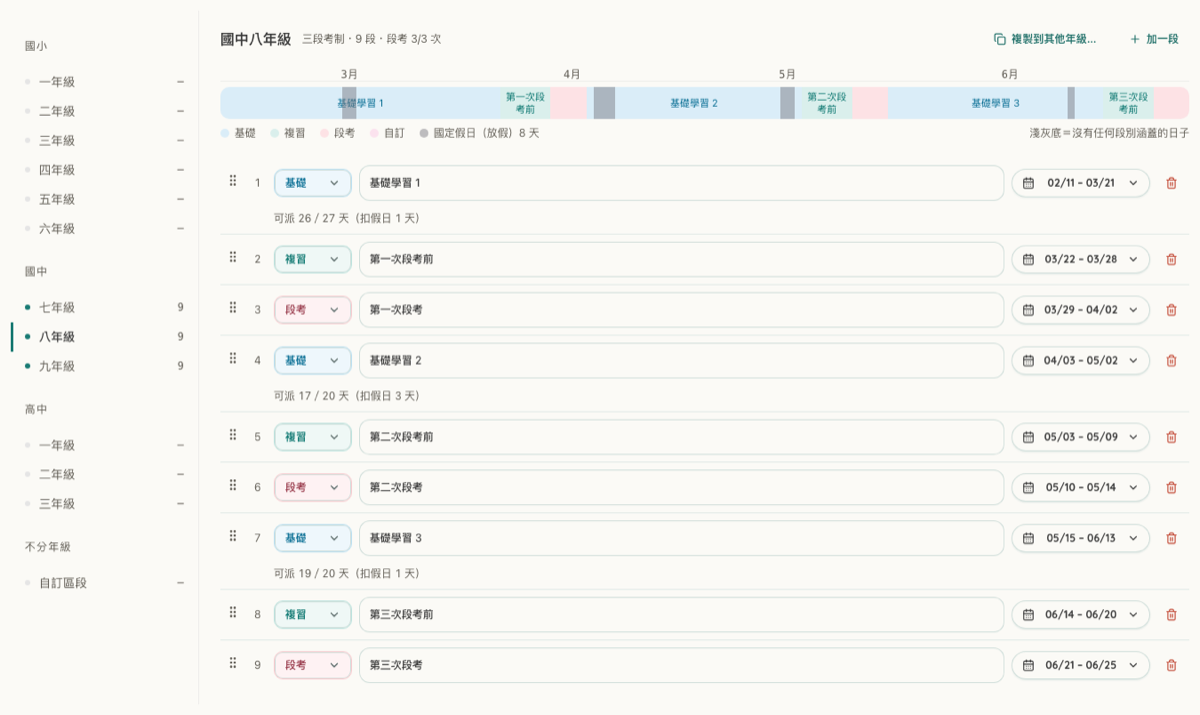 國小
一年級 –
二年級 –
三年級 –
四年級 –
五年級 –
六年級 –
國中
七年級 9
八年級 9
九年級 9
高中
一年級 –
二年級 –
三年級 –
不分年級
自訂區段 –
國中八年級 三段考制・9 段・段考 3/3 次 複製到其他年級... + 加一段
3月 4月 5月 6月
基礎學習 1 第一次段考前 基礎學習 2 第二次段考前 基礎學習 3 第三次段考前
基礎 複習 段考 自訂 國定假日（放假）8 天 淺灰底＝沒有任何段別涵蓋的日子
1 基礎 基礎學習 1 02/11 – 03/21
可派 26 / 27 天（扣假日 1 天）
2 複習 第一次段考前 03/22 – 03/28
3 段考 第一次段考 03/29 – 04/02
4 基礎 基礎學習 2 04/03 – 05/02
可派 17 / 20 天（扣假日 3 天）
5 複習 第二次段考前 05/03 – 05/09
6 段考 第二次段考 05/10 – 05/14
7 基礎 基礎學習 3 05/15 – 06/13
可派 19 / 20 天（扣假日 1 天）
8 複習 第三次段考前 06/14 – 06/20
9 段考 第三次段考 06/21 – 06/25